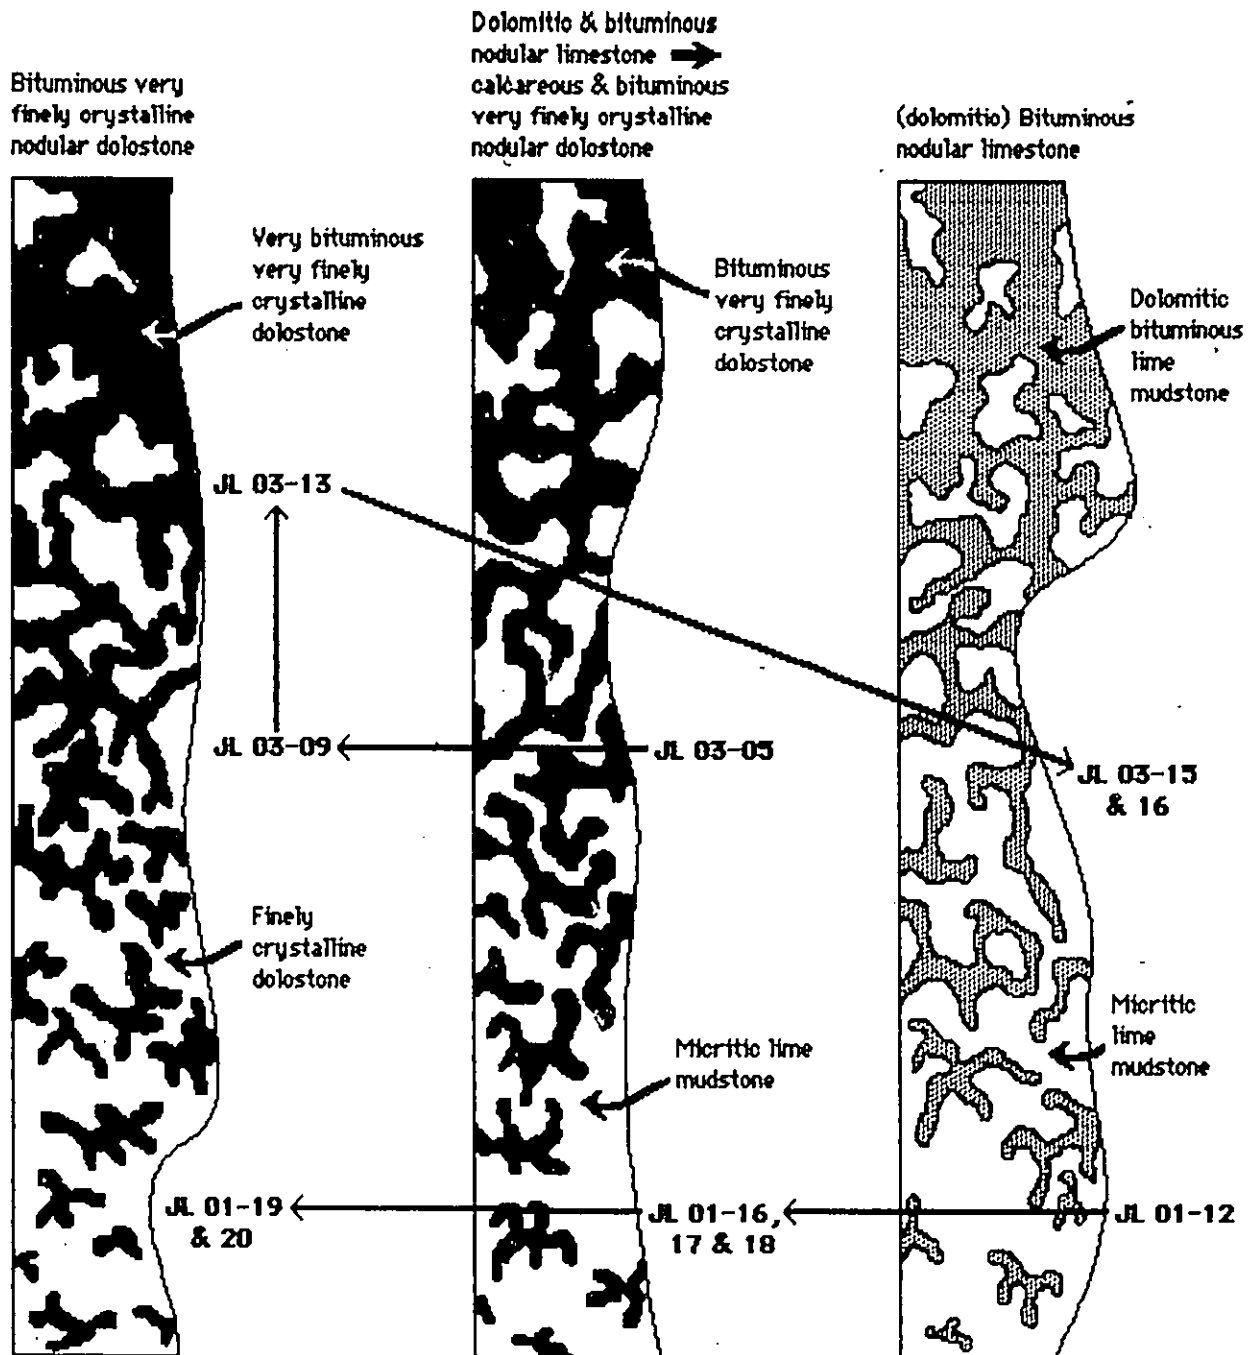 Bituminous very
finely crystalline
nodular dolostone
Dolomitic & bituminous
nodular limestone
calcareous & bituminous
very finely crystalline
nodular dolostone
(dolomitic) Bituminous
nodular limestone
Very bituminous
very finely
crystalline
dolostone
Bituminous
very finely
crystalline
dolostone
Dolomitic
bituminous
lime
mudstone
JL 03-13
JL 03-09
JL 03-05
JL 03-15
& 16
Finely
crystalline
dolostone
Micritic lime
mudstone
Micritic
lime
mudstone
JL 01-19
& 20
JL 01-16,
17 & 18
JL 01-12